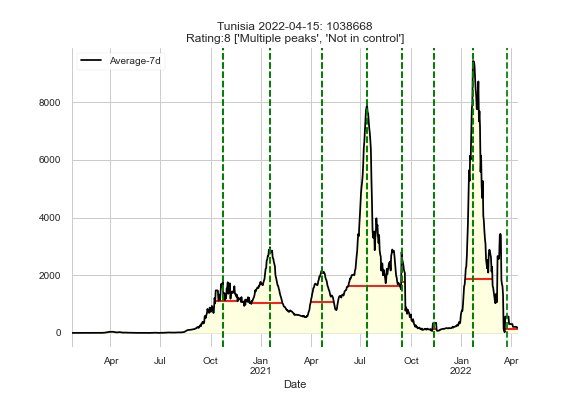 Tunisia 2022-04-15: 1038668
Rating:8 ['Multiple peaks', 'Not in control']
Average-7d
8000
6000
4000
2000
0
Apr Jul Oct Jan Apr Jul Oct Jan Apr
2021 2022
Date